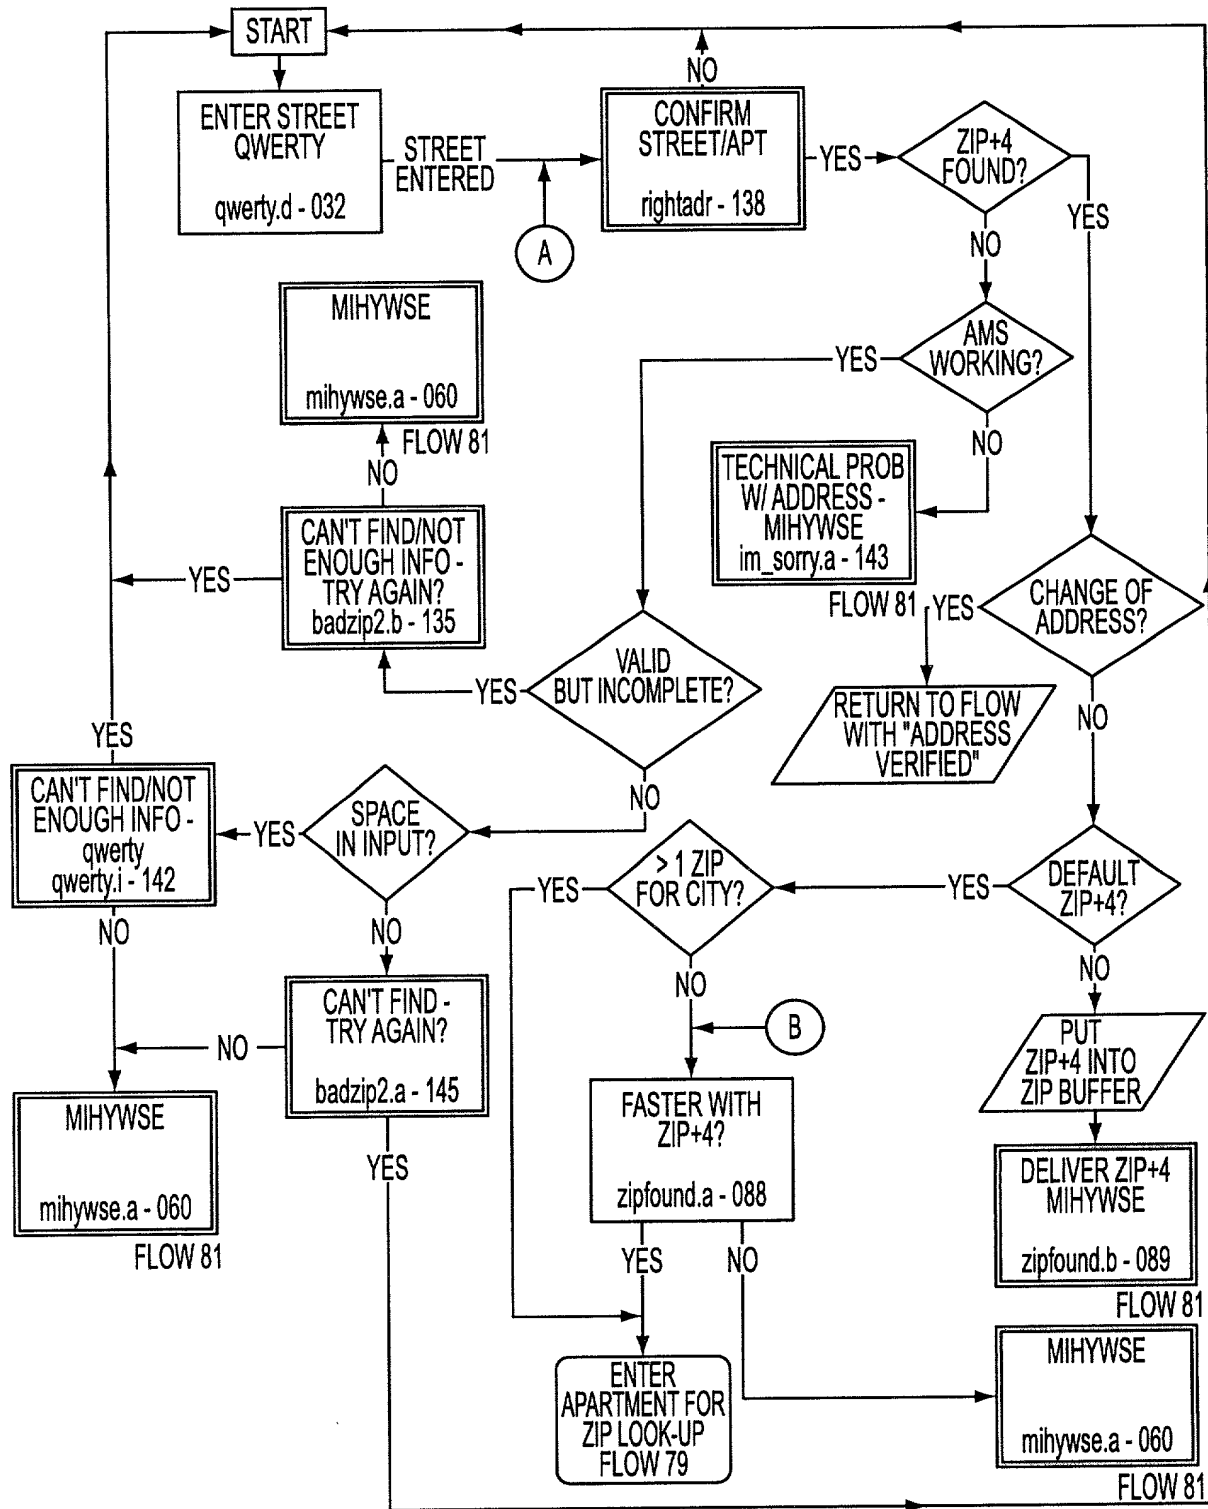 START
NO
ENTER STREET
QWERTY
qwerty.d - 032
STREET
ENTERED
CONFIRM
STREET/APT
rightadr - 138
YES
ZIP+4
FOUND?
YES
NO
A
MIHYWSE
mihywse.a - 060
FLOW 81
AMS
WORKING?
YES
NO
NO
TECHNICAL PROB
W/ ADDRESS -
MIHYWSE
im_sorry.a - 143
FLOW 81
CAN'T FIND/NOT
ENOUGH INFO -
TRY AGAIN?
badzip2.b - 135
YES
CHANGE OF
ADDRESS?
YES
VALID
BUT INCOMPLETE?
YES
RETURN TO FLOW
WITH "ADDRESS
VERIFIED"
NO
YES
CAN'T FIND/NOT
ENOUGH INFO -
qwerty
qwerty.i - 142
YES
SPACE
IN INPUT?
NO
> 1 ZIP
FOR CITY?
YES
YES
DEFAULT
ZIP+4?
NO
NO
NO
NO
CAN'T FIND -
TRY AGAIN?
badzip2.a - 145
NO
B
PUT
ZIP+4 INTO
ZIP BUFFER
MIHYWSE
mihywse.a - 060
FLOW 81
YES
FASTER WITH
ZIP+4?
zipfound.a - 088
DELIVER ZIP+4
MIHYWSE
zipfound.b - 089
FLOW 81
YES
NO
ENTER
APARTMENT FOR
ZIP LOOK-UP
FLOW 79
MIHYWSE
mihywse.a - 060
FLOW 81